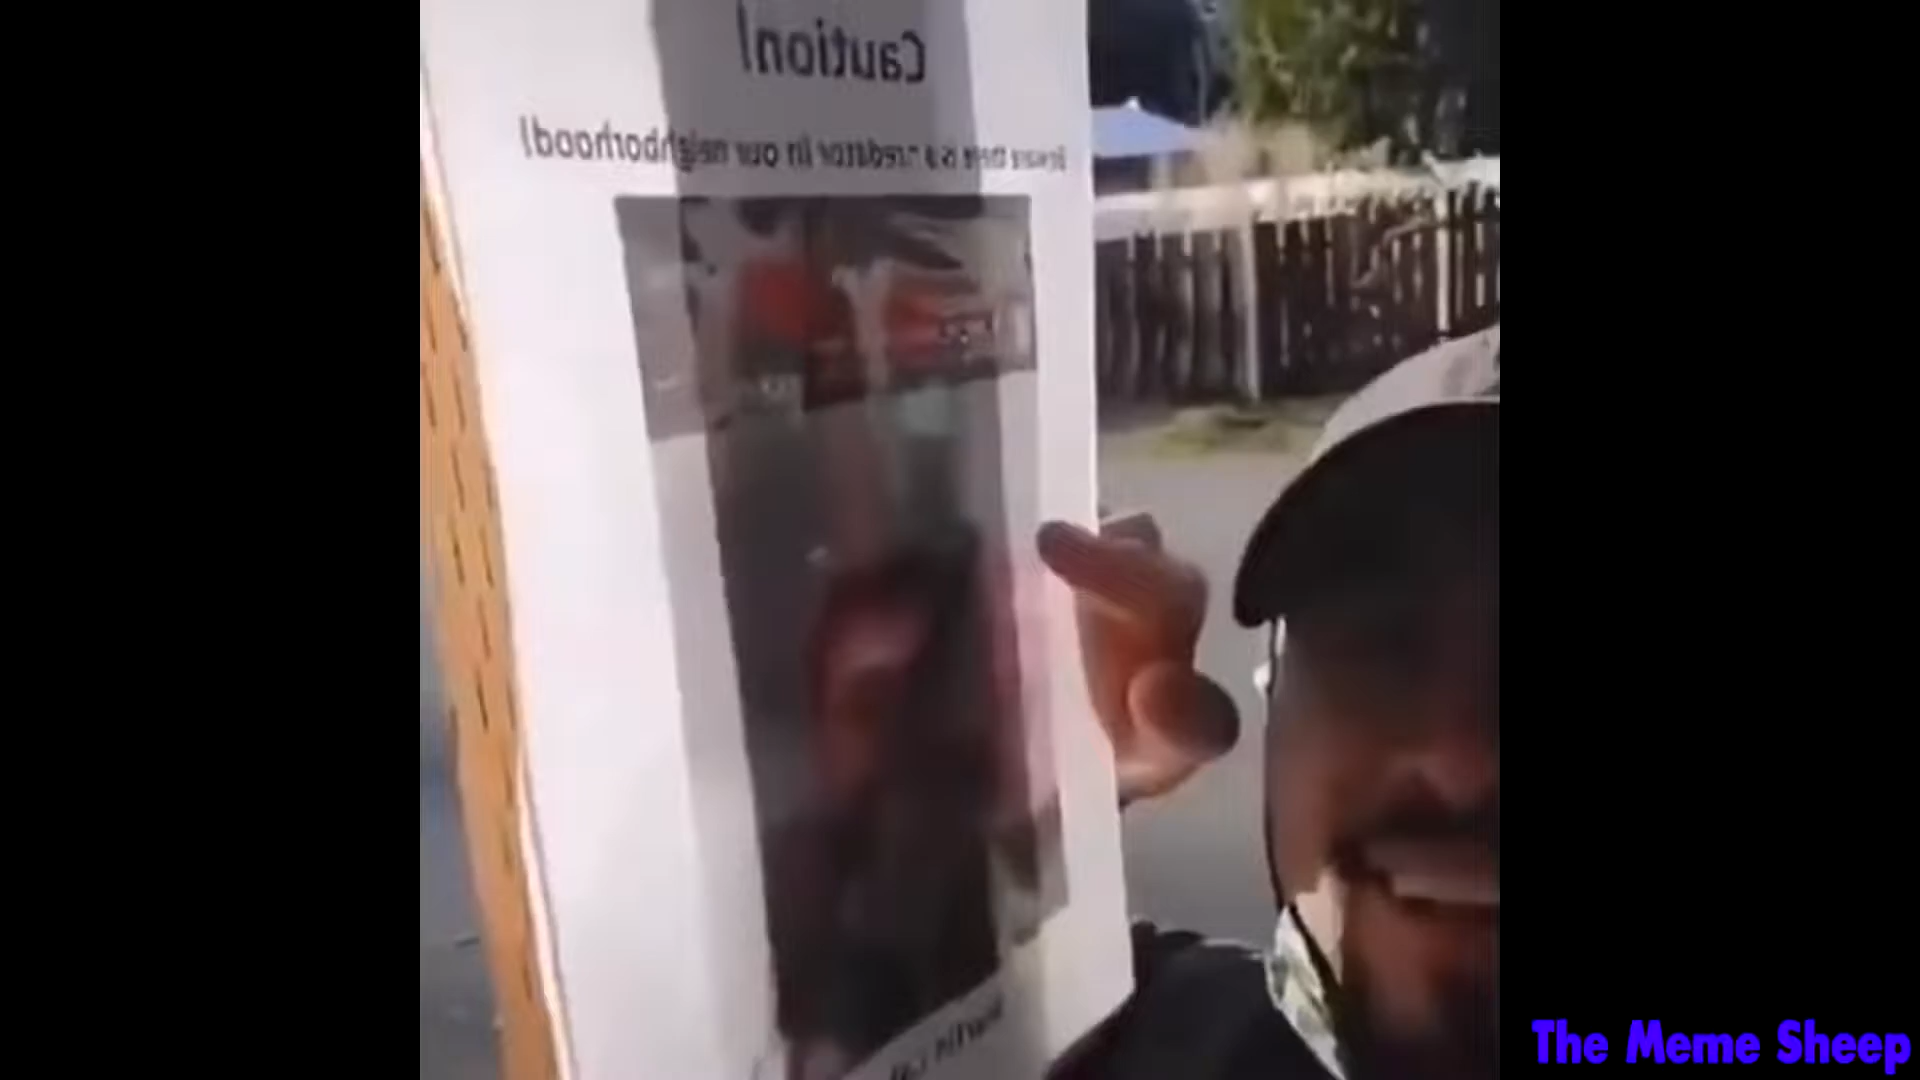 Caution!
Beware there is a predator in our neighborhood!
The Meme Sheep